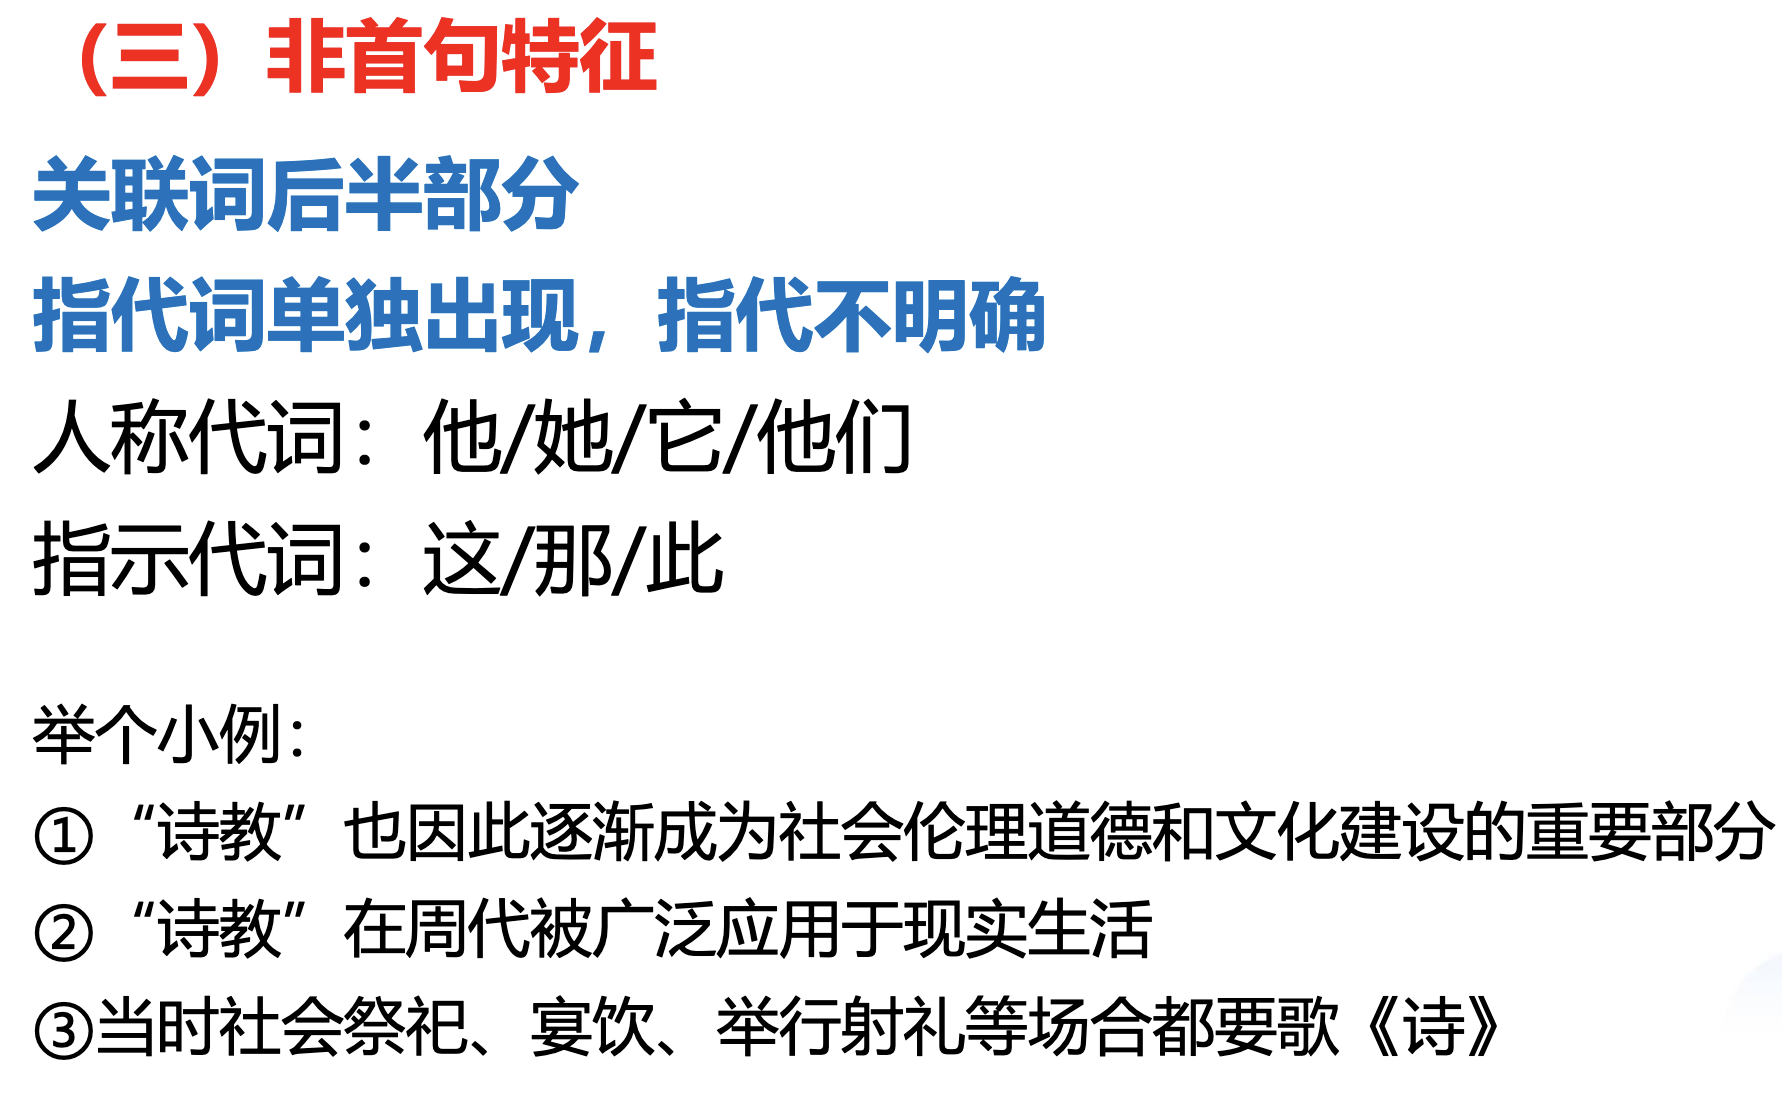 （三）非首句特征
关联词后半部分
指代词单独出现，指代不明确
人称代词：他/她/它/他们
指示代词：这/那/此
举个小例：
①“诗教”也因此逐渐成为社会伦理道德和文化建设的重要部分
②“诗教”在周代被广泛应用于现实生活
③当时社会祭祀、宴饮、举行射礼等场合都要歌《诗》